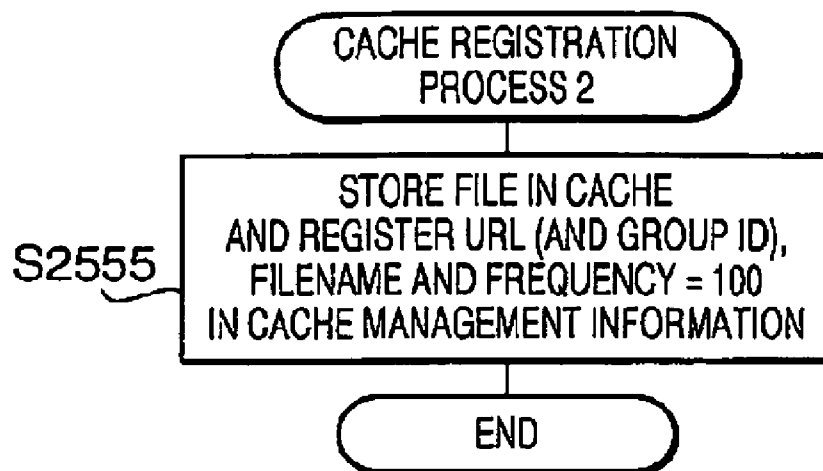 CACHE REGISTRATION
PROCESS 2
STORE FILE IN CACHE
AND REGISTER URL (AND GROUP ID),
FILENAME AND FREQUENCY = 100
IN CACHE MANAGEMENT INFORMATION
S2555
END